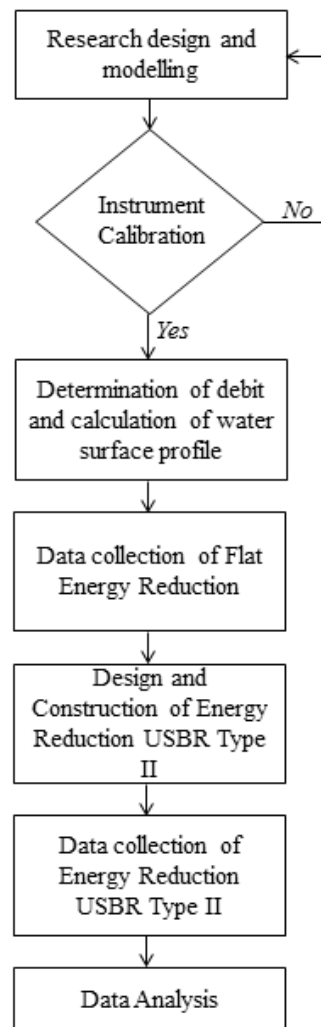 Research design and
modelling
Instrument
Calibration
No
Yes
Determination of debit
and calculation of water
surface profile
Data collection of Flat
Energy Reduction
Design and
Construction of Energy
Reduction USBR Type
II
Data collection of
Energy Reduction
USBR Type II
Data Analysis